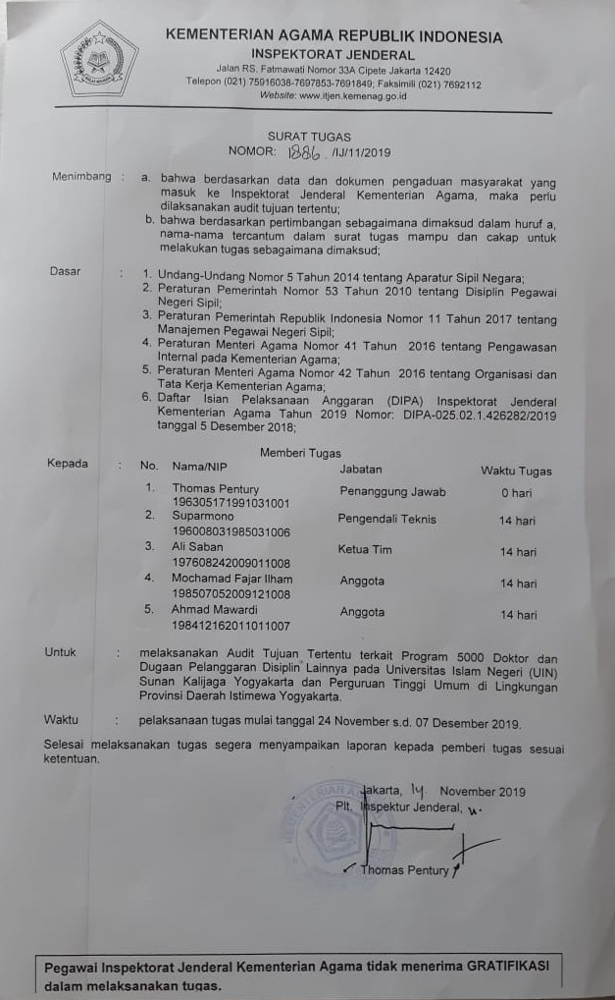 KEMENTERIAN AGAMA REPUBLIK INDONESIA
INSPEKTORAT JENDERAL
Jalan RS. Fatmawati Nomor 33A Cipete Jakarta 12420
Telepon (021) 75916038-7697853-7691849; Faksimili (021) 7692112
Website: www.itjen.kemenag.go.id
SURAT TUGAS
NOMOR: 1886 /IJ/11/2019
Menimbang : a. bahwa berdasarkan data dan dokumen pengaduan masyarakat yang
masuk ke Inspektorat Jenderal Kementerian Agama, maka perlu
dilaksanakan audit tujuan tertentu;
b. bahwa berdasarkan pertimbangan sebagaimana dimaksud dalam huruf a,
nama-nama tercantum dalam surat tugas mampu dan cakap untuk
melakukan tugas sebagaimana dimaksud;
Dasar : 1. Undang-Undang Nomor 5 Tahun 2014 tentang Aparatur Sipil Negara;
2. Peraturan Pemerintah Nomor 53 Tahun 2010 tentang Disiplin Pegawai
Negeri Sipil;
3. Peraturan Pemerintah Republik Indonesia Nomor 11 Tahun 2017 tentang
Manajemen Pegawai Negeri Sipil;
4. Peraturan Menteri Agama Nomor 41 Tahun 2016 tentang Pengawasan
Internal pada Kementerian Agama;
5. Peraturan Menteri Agama Nomor 42 Tahun 2016 tentang Organisasi dan
Tata Kerja Kementerian Agama;
6. Daftar Isian Pelaksanaan Anggaran (DIPA) Inspektorat Jenderal
Kementerian Agama Tahun 2019 Nomor: DIPA-025.02.1.426282/2019
tanggal 5 Desember 2018;
Memberi Tugas
Kepada : No. Nama/NIP Jabatan Waktu Tugas
1. Thomas Pentury Penanggung Jawab 0 hari
196305171991031001
2. Suparmono Pengendali Teknis 14 hari
196008031985031006
3. Ali Saban Ketua Tim 14 hari
197608242009011008
4. Mochamad Fajar Ilham Anggota 14 hari
198507052009121008
5. Ahmad Mawardi Anggota 14 hari
198412162011011007
Untuk : melaksanakan Audit Tujuan Tertentu terkait Program 5000 Doktor dan
Dugaan Pelanggaran Disiplin Lainnya pada Universitas Islam Negeri (UIN)
Sunan Kalijaga Yogyakarta dan Perguruan Tinggi Umum di Lingkungan
Provinsi Daerah Istimewa Yogyakarta.
Waktu : pelaksanaan tugas mulai tanggal 24 November s.d. 07 Desember 2019.
Selesai melaksanakan tugas segera menyampaikan laporan kepada pemberi tugas sesuai
ketentuan.
Jakarta, 14 November 2019
Plt. Inspektur Jenderal,
Thomas Pentury
Pegawai Inspektorat Jenderal Kementerian Agama tidak menerima GRATIFIKASI
dalam melaksanakan tugas.